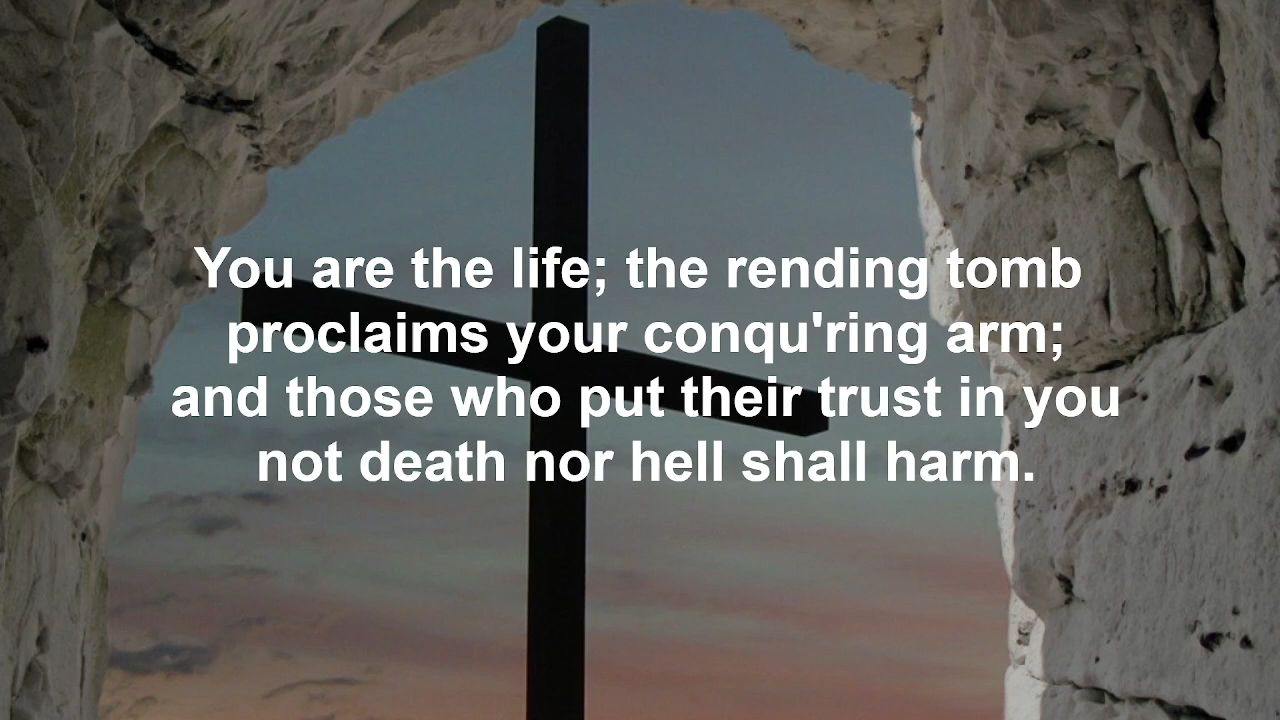 You are the life; the rending tomb
proclaims your conqu'ring arm;
and those who put their trust in you
not death nor hell shall harm.